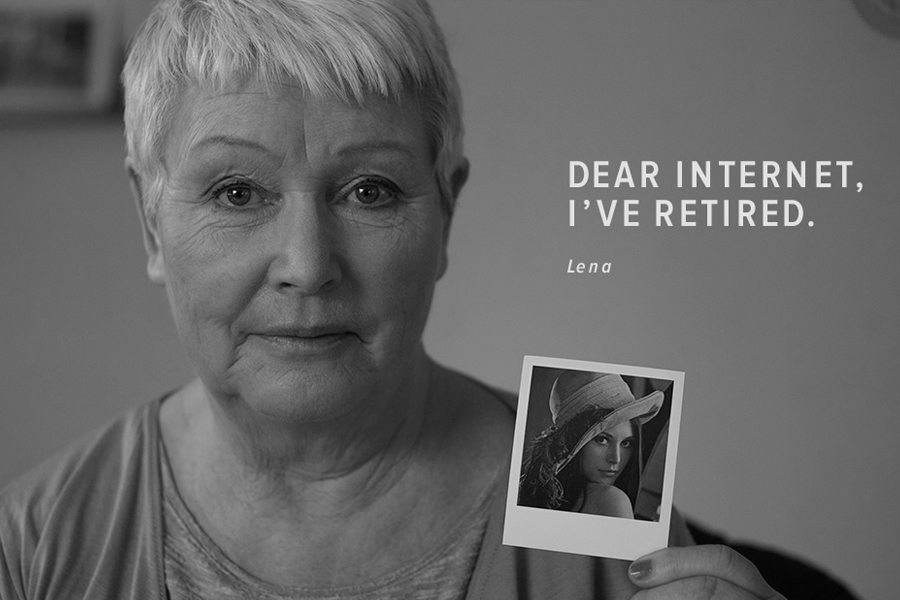 DEAR INTERNET,
I’VE RETIRED.
Lena